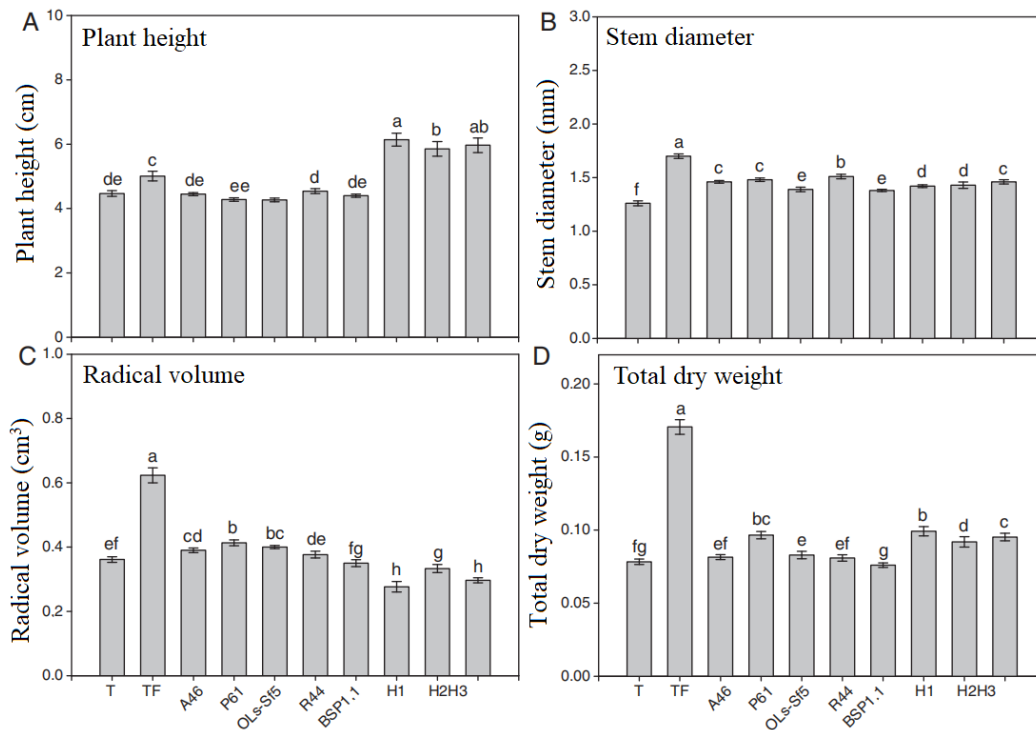 A
Plant height
Plant height (cm)
10
8
6
4
2
0
de
c
de
ee
d
de
a
b
ab
B
Stem diameter
Stem diameter (mm)
3.0
2.5
2.0
1.5
1.0
0.5
0.0
f
a
c
c
e
b
e
d
d
c
C
Radical volume
Radical volume (cm³)
1.0
0.8
0.6
0.4
0.2
0.0
ef
a
cd
b
bc
de
fg
h
g
h
T
TF
A46
P61
OLs-Sf5
R44
BSP1.1
H1
H2H3
D
Total dry weight
Total dry weight (g)
0.20
0.15
0.10
0.05
0.00
fg
a
ef
bc
e
ef
g
b
d
c
T
TF
A46
P61
OLs-Sf5
R44
BSP1.1
H1
H2H3